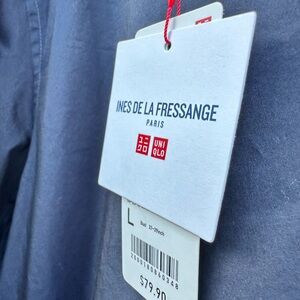 INES DE LA FRESSANGE
PARIS
ユニ UNI
クロ QLO
L
$79.90